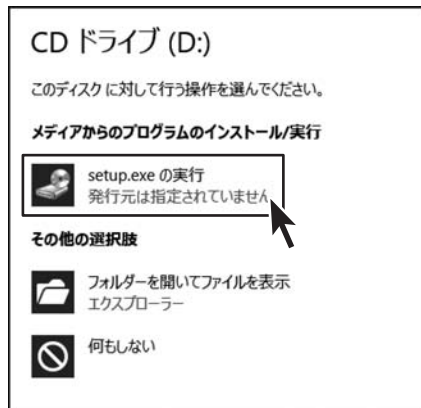 CD ドライブ (D:)
このディスクに対して行う操作を選んでください。
メディアからのプログラムのインストール/実行
setup.exe の実行
発行元は指定されていません
その他の選択肢
フォルダーを開いてファイルを表示
エクスプローラー
何もしない